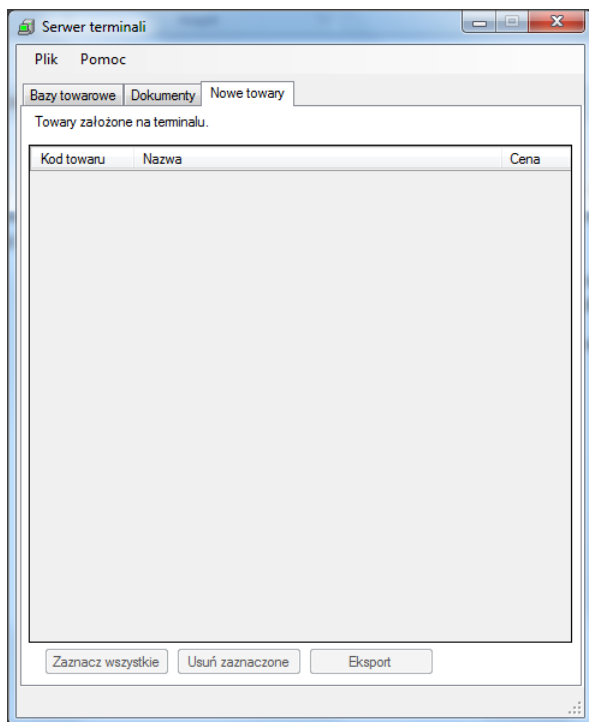 Serwer terminali
Plik Pomoc
Bazy towarowe Dokumenty Nowe towary
Towary założone na terminalu.
Kod towaru Nazwa Cena
Zaznacz wszystkie Usuń zaznaczone Eksport